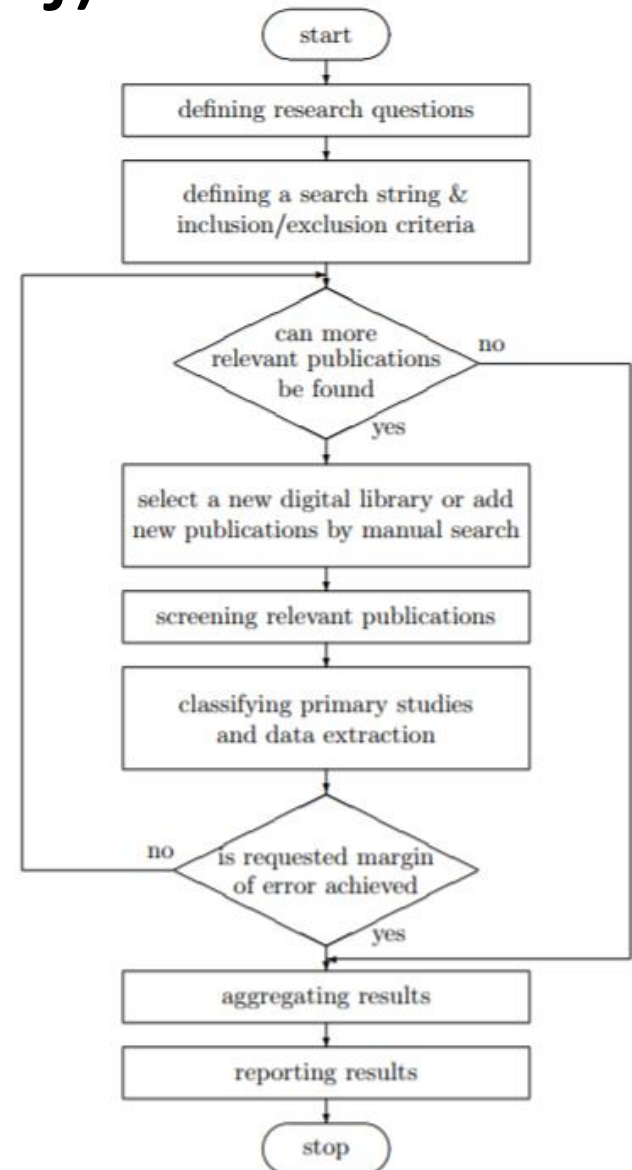 gy)
start
defining research questions
defining a search string &
inclusion/exclusion criteria
can more
relevant publications
be found
no
yes
select a new digital library or add
new publications by manual search
screening relevant publications
classifying primary studies
and data extraction
no
is requested margin
of error achieved
yes
aggregating results
reporting results
stop